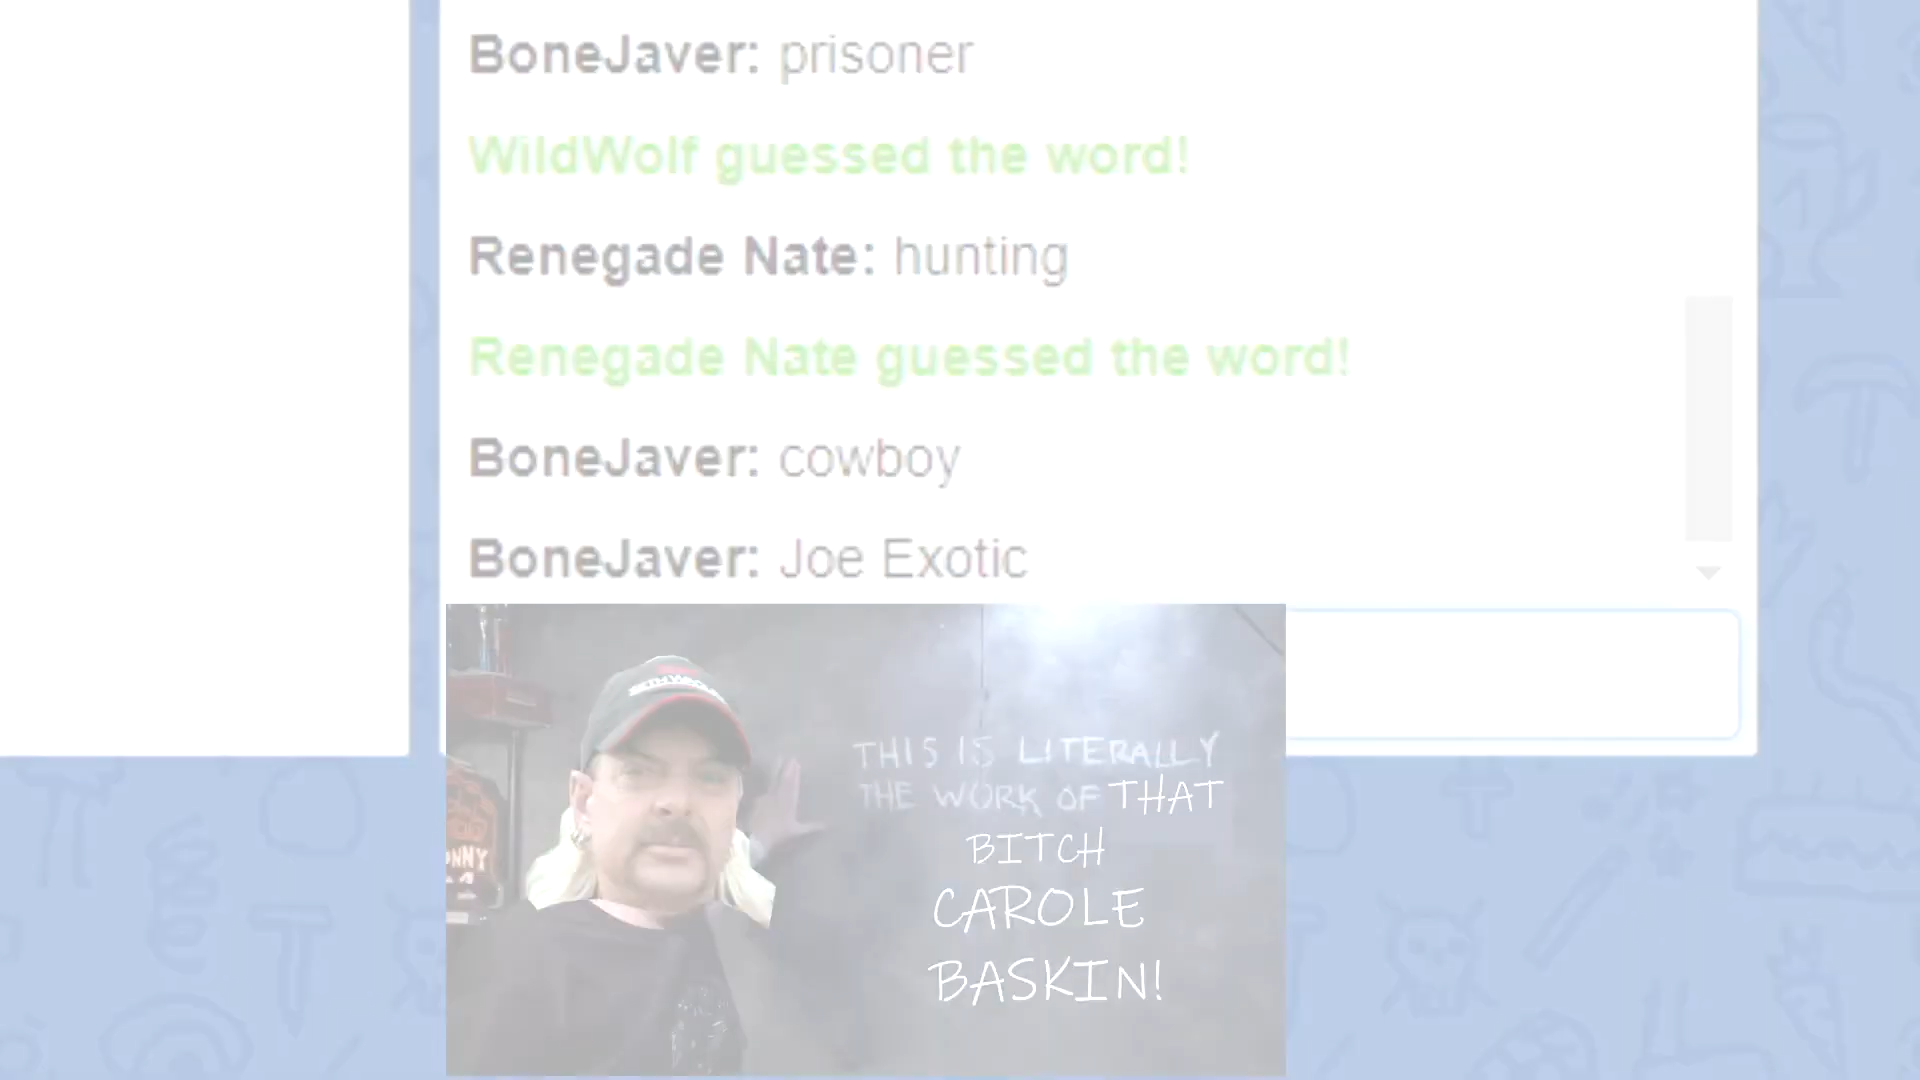 BoneJaver: prisoner
WildWolf guessed the word!
Renegade Nate: hunting
Renegade Nate guessed the word!
BoneJaver: cowboy
BoneJaver: Joe Exotic
THIS IS LITERALLY
THE WORK OF THAT
BITCH
CAROLE
BASKIN!